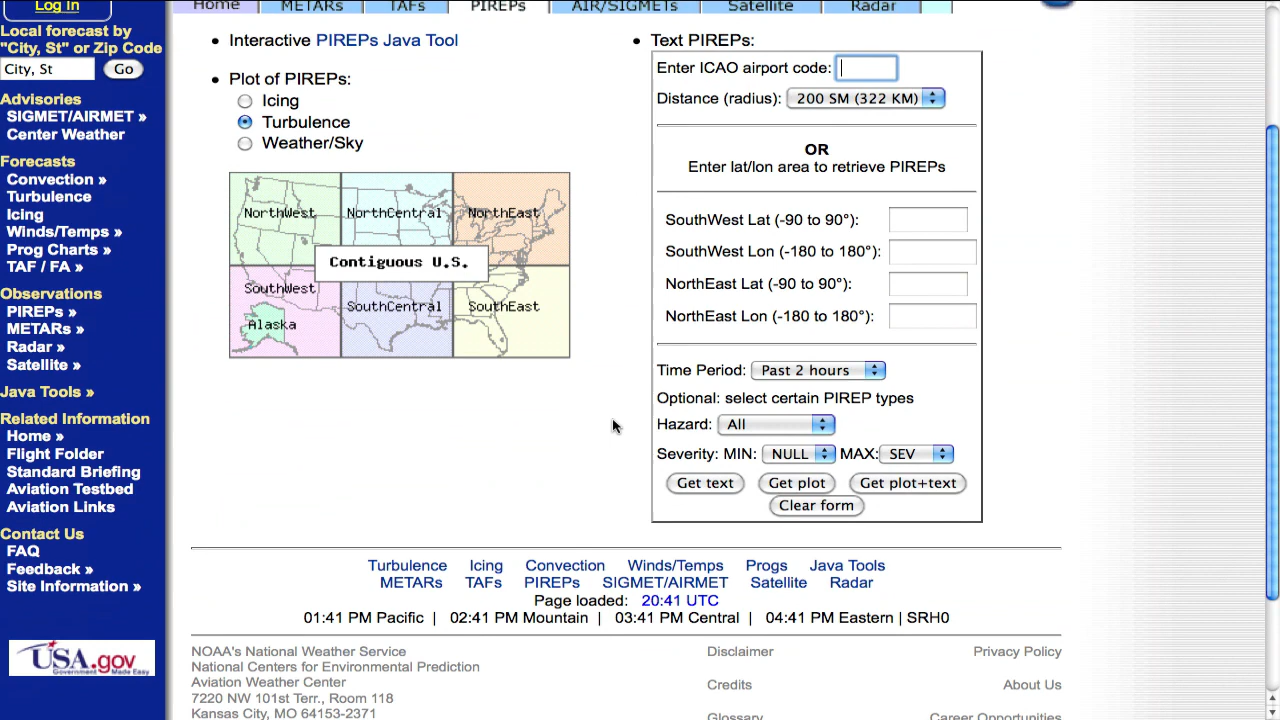 Home
METARs
TAFs
PIREPs
AIR/SIGMETs
Satellite
Radar
Log In
Local forecast by
"City, St" or Zip Code
City, St
Go
Advisories
SIGMET/AIRMET »
Center Weather
Forecasts
Convection »
Turbulence
Icing
Winds/Temps »
Prog Charts »
TAF / FA »
Observations
PIREPs »
METARs »
Radar »
Satellite »
Java Tools »
Related Information
Home »
Flight Folder
Standard Briefing
Aviation Testbed
Aviation Links
Contact Us
FAQ
Feedback »
Site Information »
USA.gov
Government Made Easy
Interactive PIREPs Java Tool
Plot of PIREPs:
Icing
Turbulence
Weather/Sky
NorthWest
NorthCentral
NorthEast
Contiguous U.S.
SouthWest
SouthCentral
SouthEast
Alaska
Text PIREPs:
Enter ICAO airport code:
Distance (radius): 200 SM (322 KM)
OR
Enter lat/lon area to retrieve PIREPs
SouthWest Lat (-90 to 90°):
SouthWest Lon (-180 to 180°):
NorthEast Lat (-90 to 90°):
NorthEast Lon (-180 to 180°):
Time Period: Past 2 hours
Optional: select certain PIREP types
Hazard: All
Severity: MIN: NULL MAX: SEV
Get text
Get plot
Get plot+text
Clear form
Turbulence Icing Convection Winds/Temps Progs Java Tools
METARs TAFs PIREPs SIGMET/AIRMET Satellite Radar
Page loaded: 20:41 UTC
01:41 PM Pacific | 02:41 PM Mountain | 03:41 PM Central | 04:41 PM Eastern | SRH0
NOAA's National Weather Service
National Centers for Environmental Prediction
Aviation Weather Center
7220 NW 101st Terr., Room 118
Kansas City, MO 64153-2371
Disclaimer
Credits
Glossary
Privacy Policy
About Us
Career Opportunities